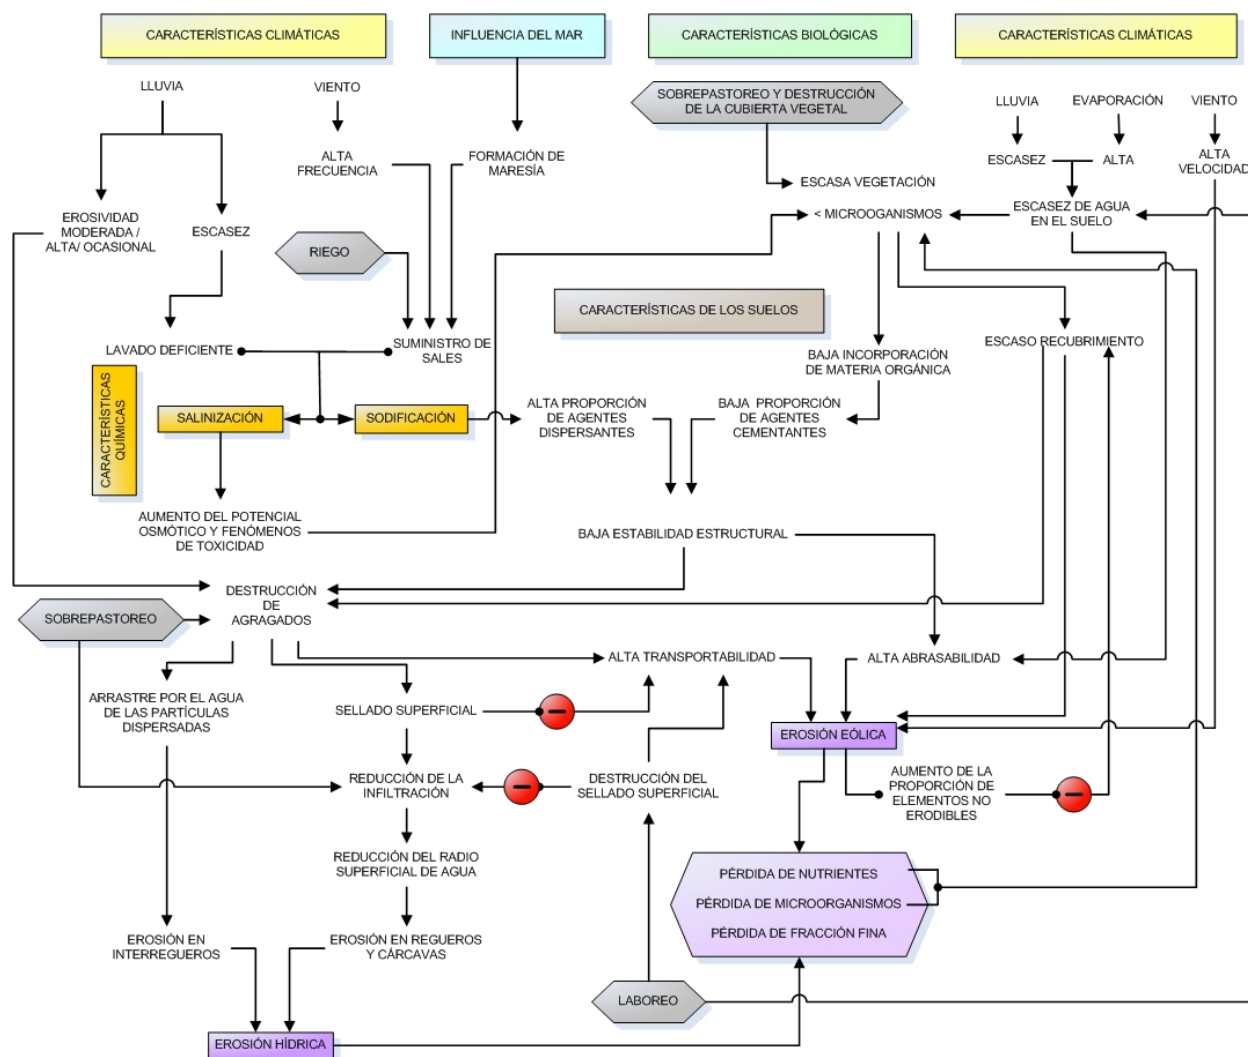 CARACTERÍSTICAS CLIMÁTICAS
INFLUENCIA DEL MAR
CARACTERÍSTICAS BIOLÓGICAS
CARACTERÍSTICAS CLIMÁTICAS
LLUVIA
VIENTO
SOBREPASTOREO Y DESTRUCCIÓN
DE LA CUBIERTA VEGETAL
LLUVIA
EVAPORACIÓN
VIENTO
ALTA
FRECUENCIA
FORMACIÓN DE
MARESÍA
ESCASEZ
ALTA
ALTA
VELOCIDAD
ESCASA VEGETACIÓN
< MICROOGANISMOS
ESCASEZ DE AGUA
EN EL SUELO
EROSIVIDAD
MODERADA /
ALTA/ OCASIONAL
ESCASEZ
RIEGO
CARACTERÍSTICAS DE LOS SUELOS
LAVADO DEFICIENTE
SUMINISTRO DE
SALES
ESCASO RECUBRIMIENTO
BAJA INCORPORACIÓN
DE MATERIA ORGÁNICA
CARACTERÍSTICAS
QUÍMICAS
SALINIZACIÓN
SODIFICACIÓN
ALTA PROPORCIÓN
DE AGENTES
DISPERSANTES
BAJA PROPORCIÓN
DE AGENTES
CEMENTANTES
AUMENTO DEL POTENCIAL
OSMÓTICO Y FENÓMENOS
DE TOXICIDAD
BAJA ESTABILIDAD ESTRUCTURAL
DESTRUCCIÓN
DE
AGRAGADOS
SOBREPASTOREO
ALTA TRANSPORTABILIDAD
ALTA ABRASABILIDAD
ARRASTRE POR EL AGUA
DE LAS PARTÍCULAS
DISPERSADAS
SELLADO SUPERFICIAL
EROSIÓN EÓLICA
REDUCCIÓN DE LA
INFILTRACIÓN
DESTRUCCIÓN DEL
SELLADO SUPERFICIAL
AUMENTO DE LA
PROPORCIÓN DE
ELEMENTOS NO
ERODIBLES
REDUCCIÓN DEL RADIO
SUPERFICIAL DE AGUA
PÉRDIDA DE NUTRIENTES
PÉRDIDA DE MICROORGANISMOS
PÉRDIDA DE FRACCIÓN FINA
EROSIÓN EN
INTERREGUEROS
EROSIÓN EN REGUEROS
Y CÁRCAVAS
LABOREO
EROSIÓN HÍDRICA